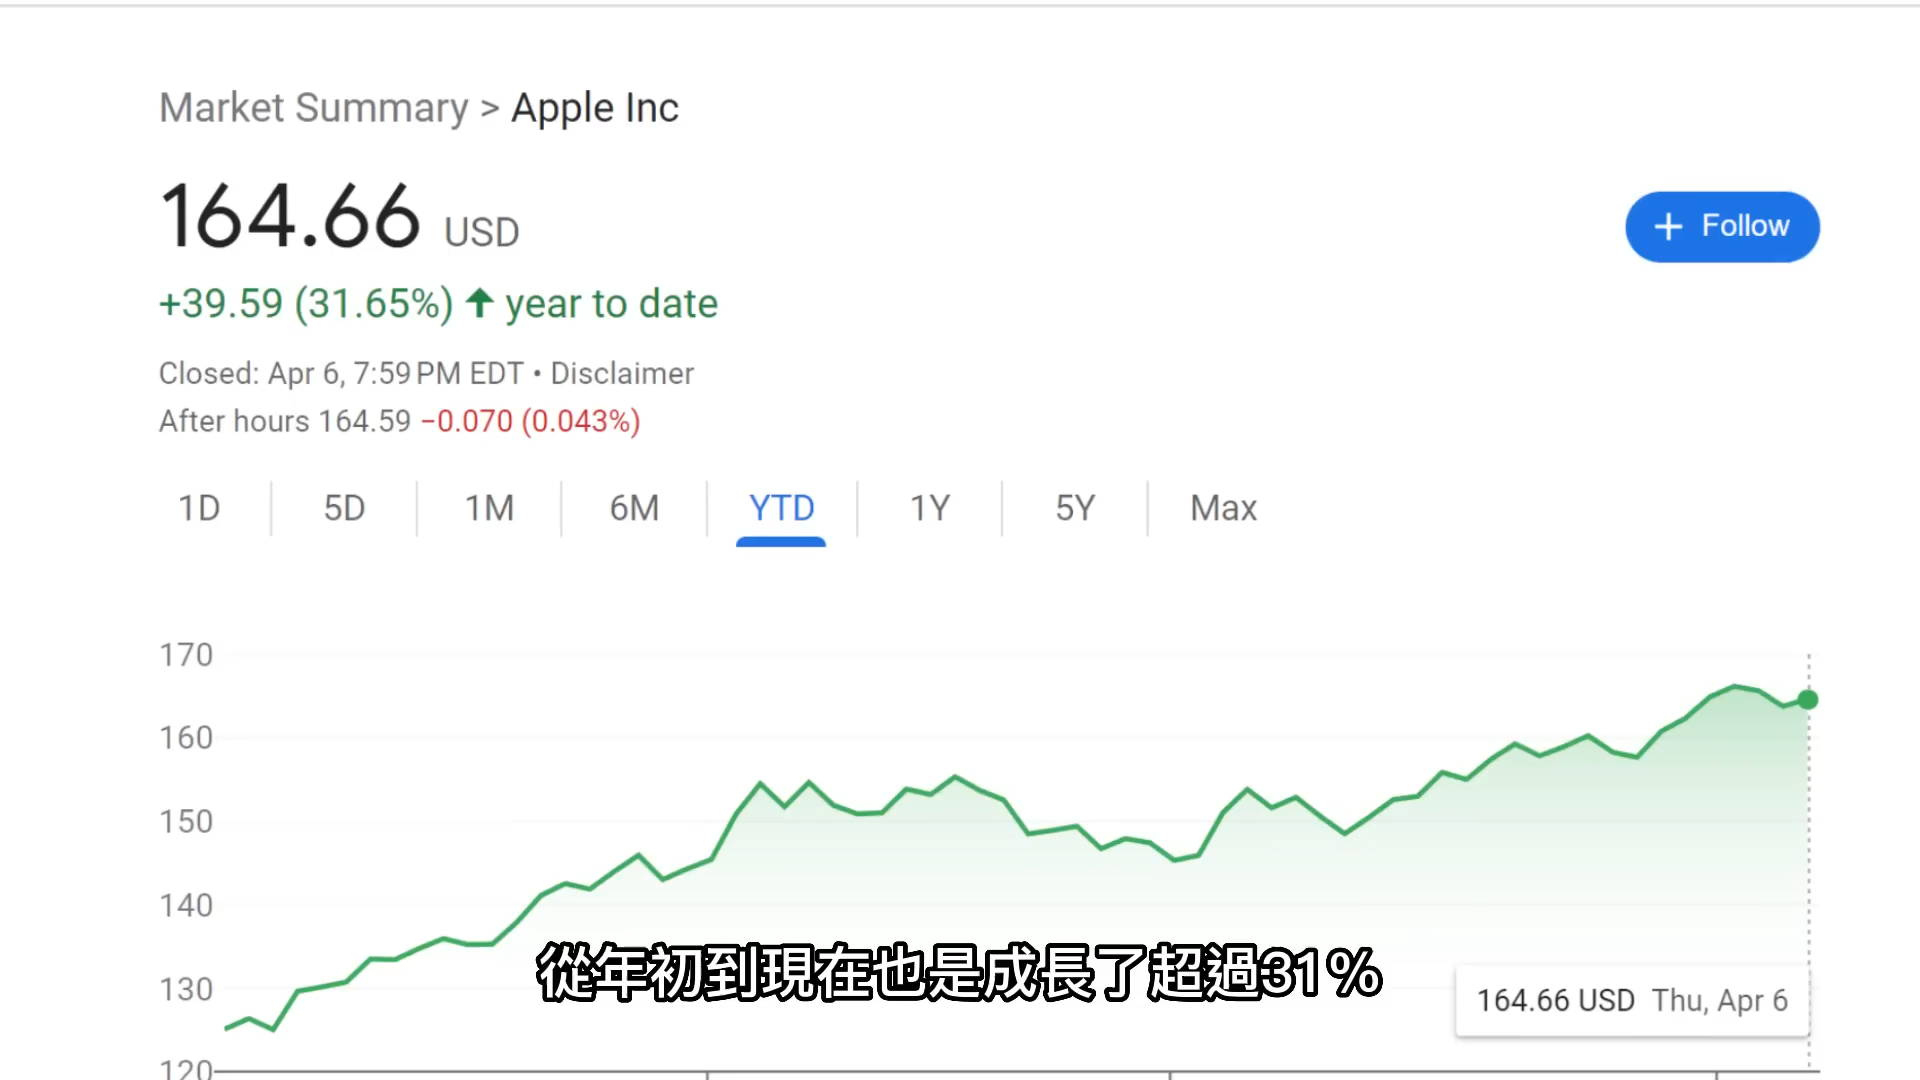 Market Summary > Apple Inc
164.66 USD
+ Follow
+39.59 (31.65%) ↑ year to date
Closed: Apr 6, 7:59 PM EDT • Disclaimer
After hours 164.59 −0.070 (0.043%)
1D 5D 1M 6M YTD 1Y 5Y Max
170
160
150
140
130
120
從年初到現在也是成長了超過31%
164.66 USD Thu, Apr 6